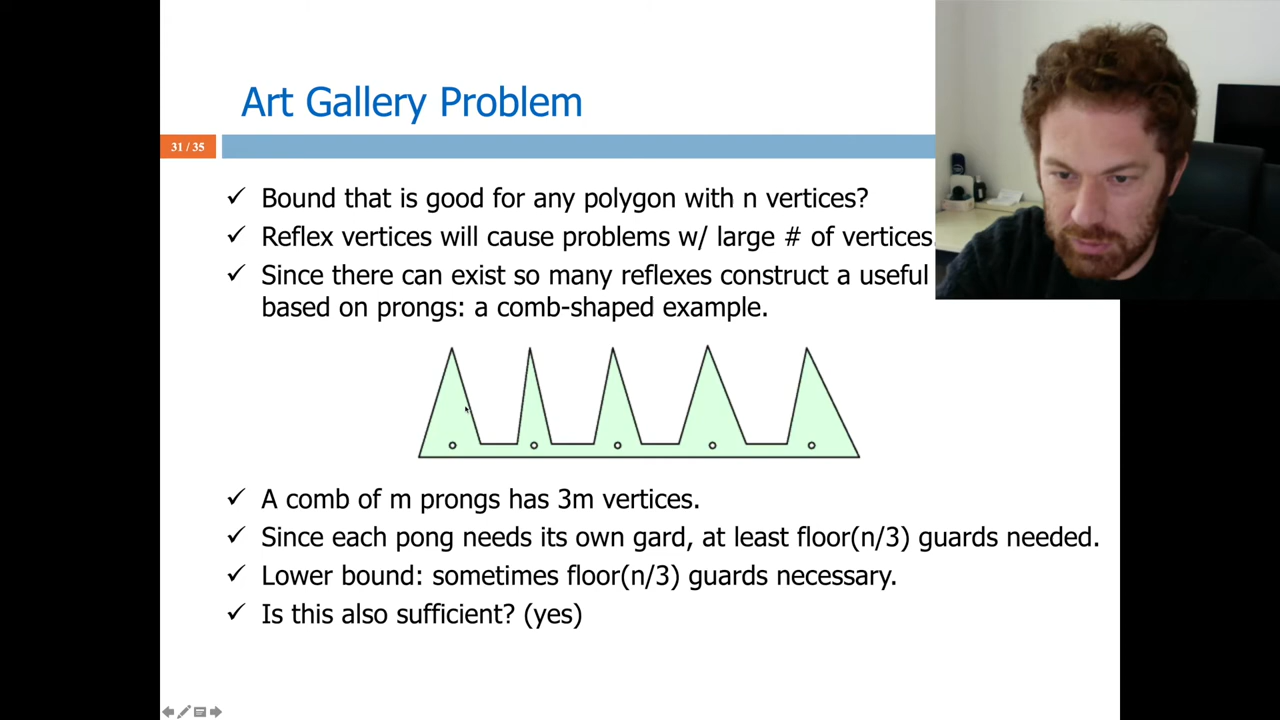 Art Gallery Problem
31 / 35
✓ Bound that is good for any polygon with n vertices?
✓ Reflex vertices will cause problems w/ large # of vertices.
✓ Since there can exist so many reflexes construct a useful
based on prongs: a comb-shaped example.
✓ A comb of m prongs has 3m vertices.
✓ Since each pong needs its own gard, at least floor(n/3) guards needed.
✓ Lower bound: sometimes floor(n/3) guards necessary.
✓ Is this also sufficient? (yes)